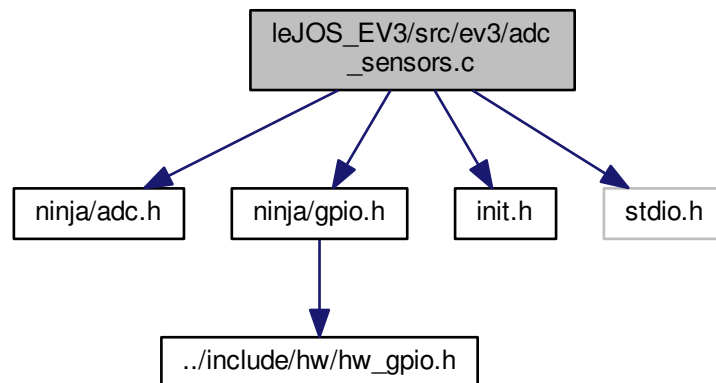 leJOS_EV3/src/ev3/adc
_sensors.c
ninja/adc.h
ninja/gpio.h
init.h
stdio.h
../include/hw/hw_gpio.h